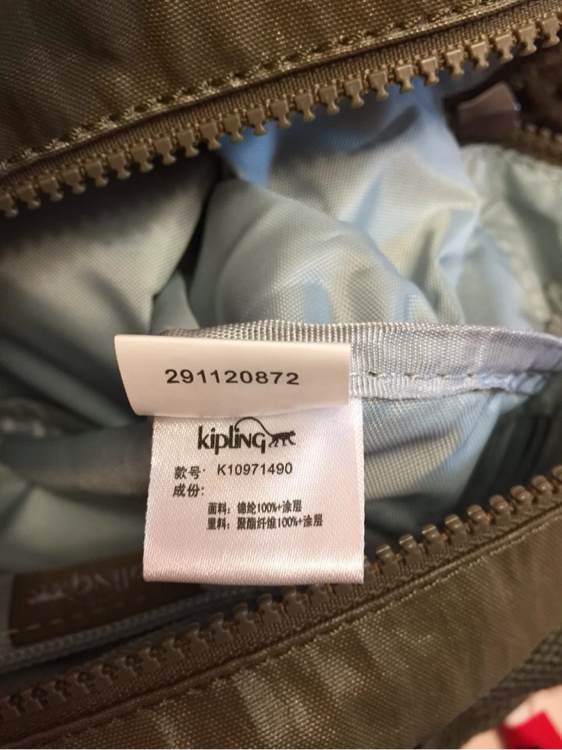 291120872
kipling
款号: K10971490
成份:
面料: 锦纶100%+涂层
里料: 聚酯纤维100%+涂层